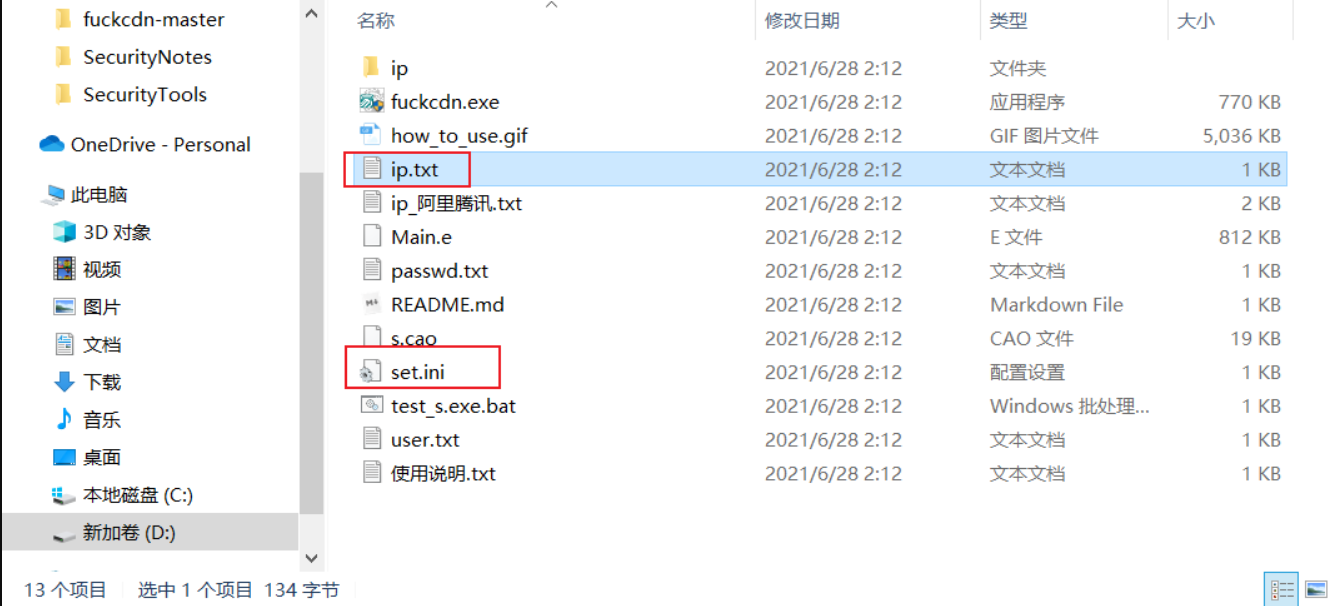 fuckcdn-master
SecurityNotes
SecurityTools
OneDrive - Personal
此电脑
3D 对象
视频
图片
文档
下载
音乐
桌面
本地磁盘 (C:)
新加卷 (D:)
名称 修改日期 类型 大小
ip 2021/6/28 2:12 文件夹
fuckcdn.exe 2021/6/28 2:12 应用程序 770 KB
how_to_use.gif 2021/6/28 2:12 GIF 图片文件 5,036 KB
ip.txt 2021/6/28 2:12 文本文档 1 KB
ip_阿里腾讯.txt 2021/6/28 2:12 文本文档 2 KB
Main.e 2021/6/28 2:12 E 文件 812 KB
passwd.txt 2021/6/28 2:12 文本文档 1 KB
README.md 2021/6/28 2:12 Markdown File 1 KB
s.cao 2021/6/28 2:12 CAO 文件 19 KB
set.ini 2021/6/28 2:12 配置设置 1 KB
test_s.exe.bat 2021/6/28 2:12 Windows 批处理... 1 KB
user.txt 2021/6/28 2:12 文本文档 1 KB
使用说明.txt 2021/6/28 2:12 文本文档 1 KB
13 个项目 选中 1 个项目 134 字节